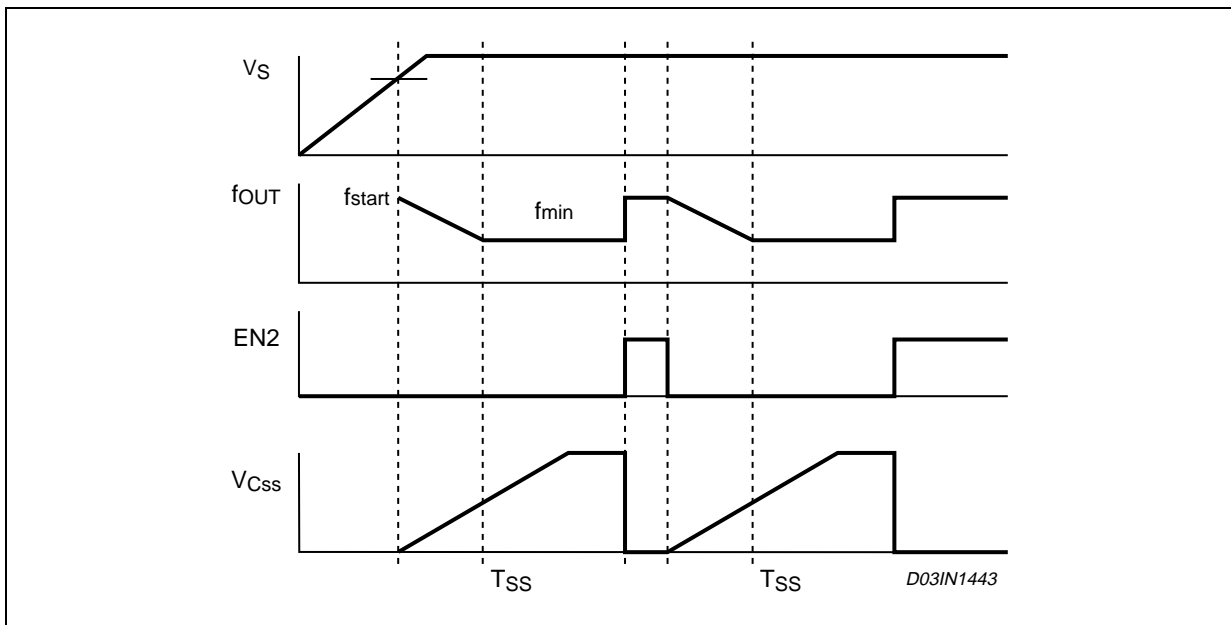 VS
fOUT
fstart
fmin
EN2
VCss
TSS
TSS
D03IN1443